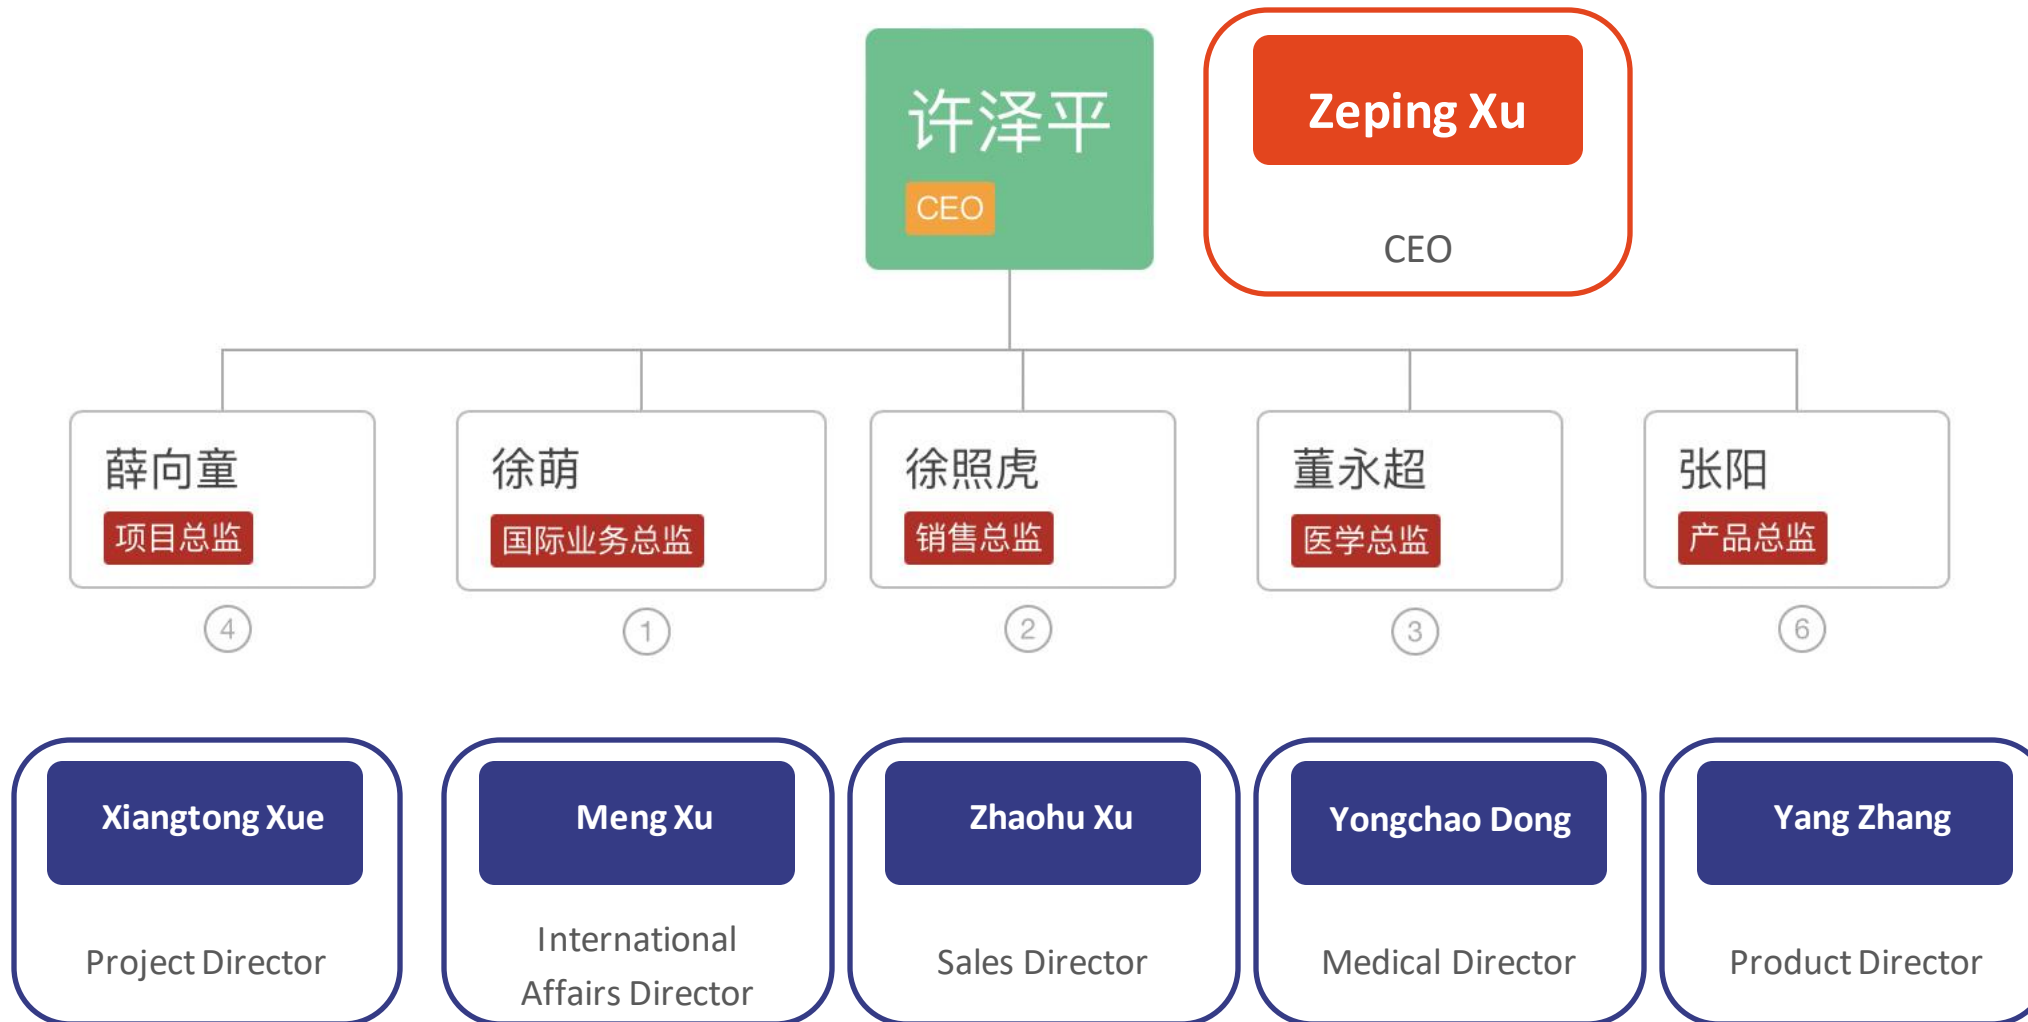 许泽平
CEO
Zeping Xu
CEO
薛向童
项目总监
4
徐萌
国际业务总监
1
徐照虎
销售总监
2
董永超
医学总监
3
张阳
产品总监
6
Xiangtong Xue
Project Director
Meng Xu
International
Affairs Director
Zhaohu Xu
Sales Director
Yongchao Dong
Medical Director
Yang Zhang
Product Director